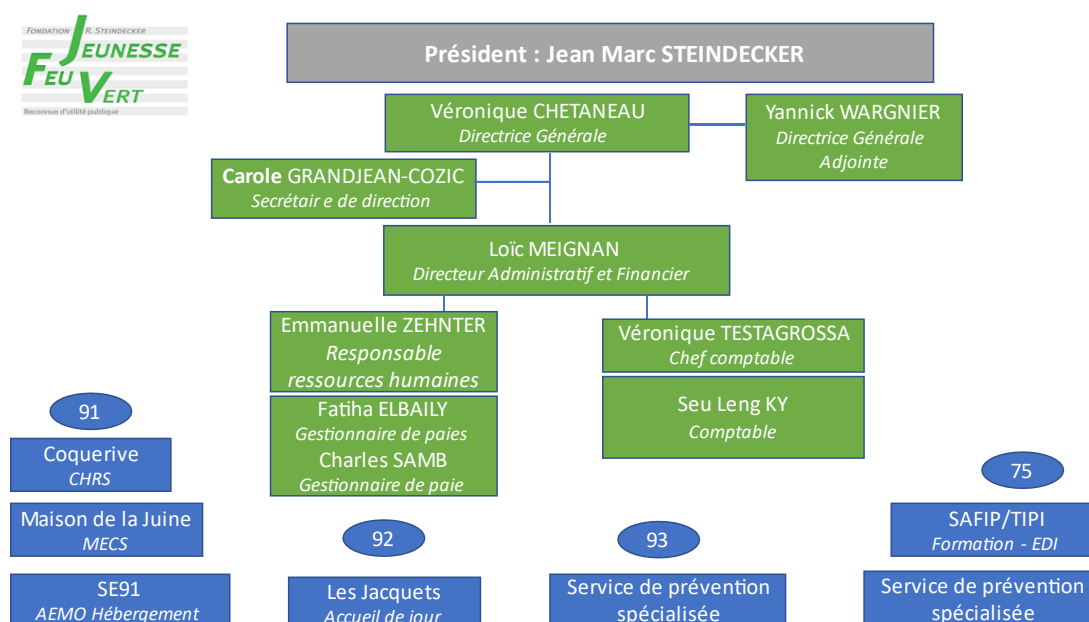 FONDATION R. STEINDECKER
JEUNESSE
FEU
VERT
Reconnue d'utilité publique
Président : Jean Marc STEINDECKER
Véronique CHETANEAU
Directrice Générale
Yannick WARGNIER
Directrice Générale
Adjointe
Carole GRANDJEAN-COZIC
Secrétair e de direction
Loïc MEIGNAN
Directeur Administratif et Financier
Emmanuelle ZEHNTER
Responsable
ressources humaines
Véronique TESTAGROSSA
Chef comptable
Fatiha ELBAILY
Gestionnaire de paies
Charles SAMB
Gestionnaire de paie
Seu Leng KY
Comptable
91
Coquerive
CHRS
Maison de la Juine
MECS
SE91
AEMO Hébergement
92
Les Jacquets
Accueil de jour
93
Service de prévention
spécialisée
75
SAFIP/TIPI
Formation - EDI
Service de prévention
spécialisée